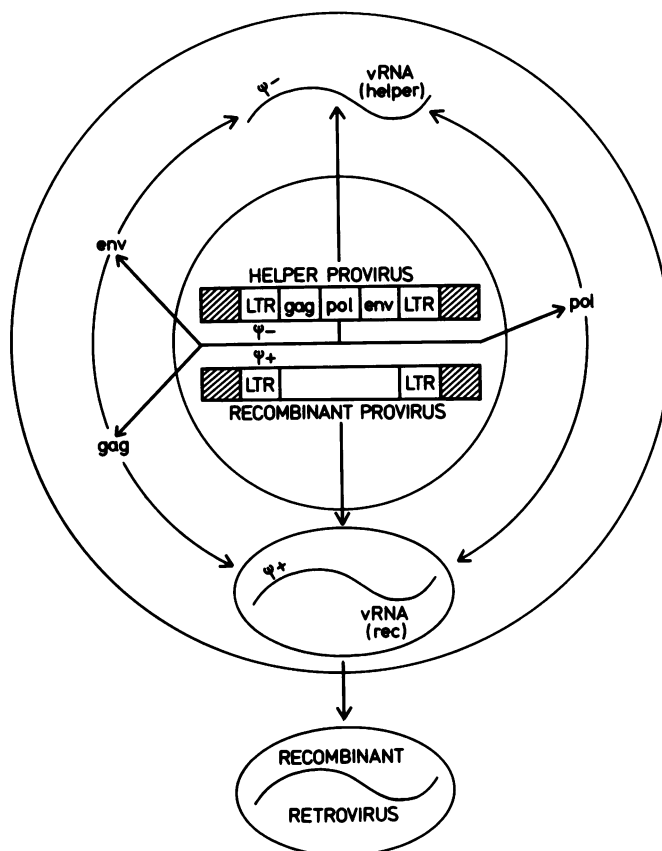 ψ-
vRNA
(helper)
env
HELPER PROVIRUS
LTR gag pol env LTR
pol
ψ-
ψ+
LTR LTR
RECOMBINANT PROVIRUS
gag
ψ+
vRNA
(rec)
RECOMBINANT
RETROVIRUS